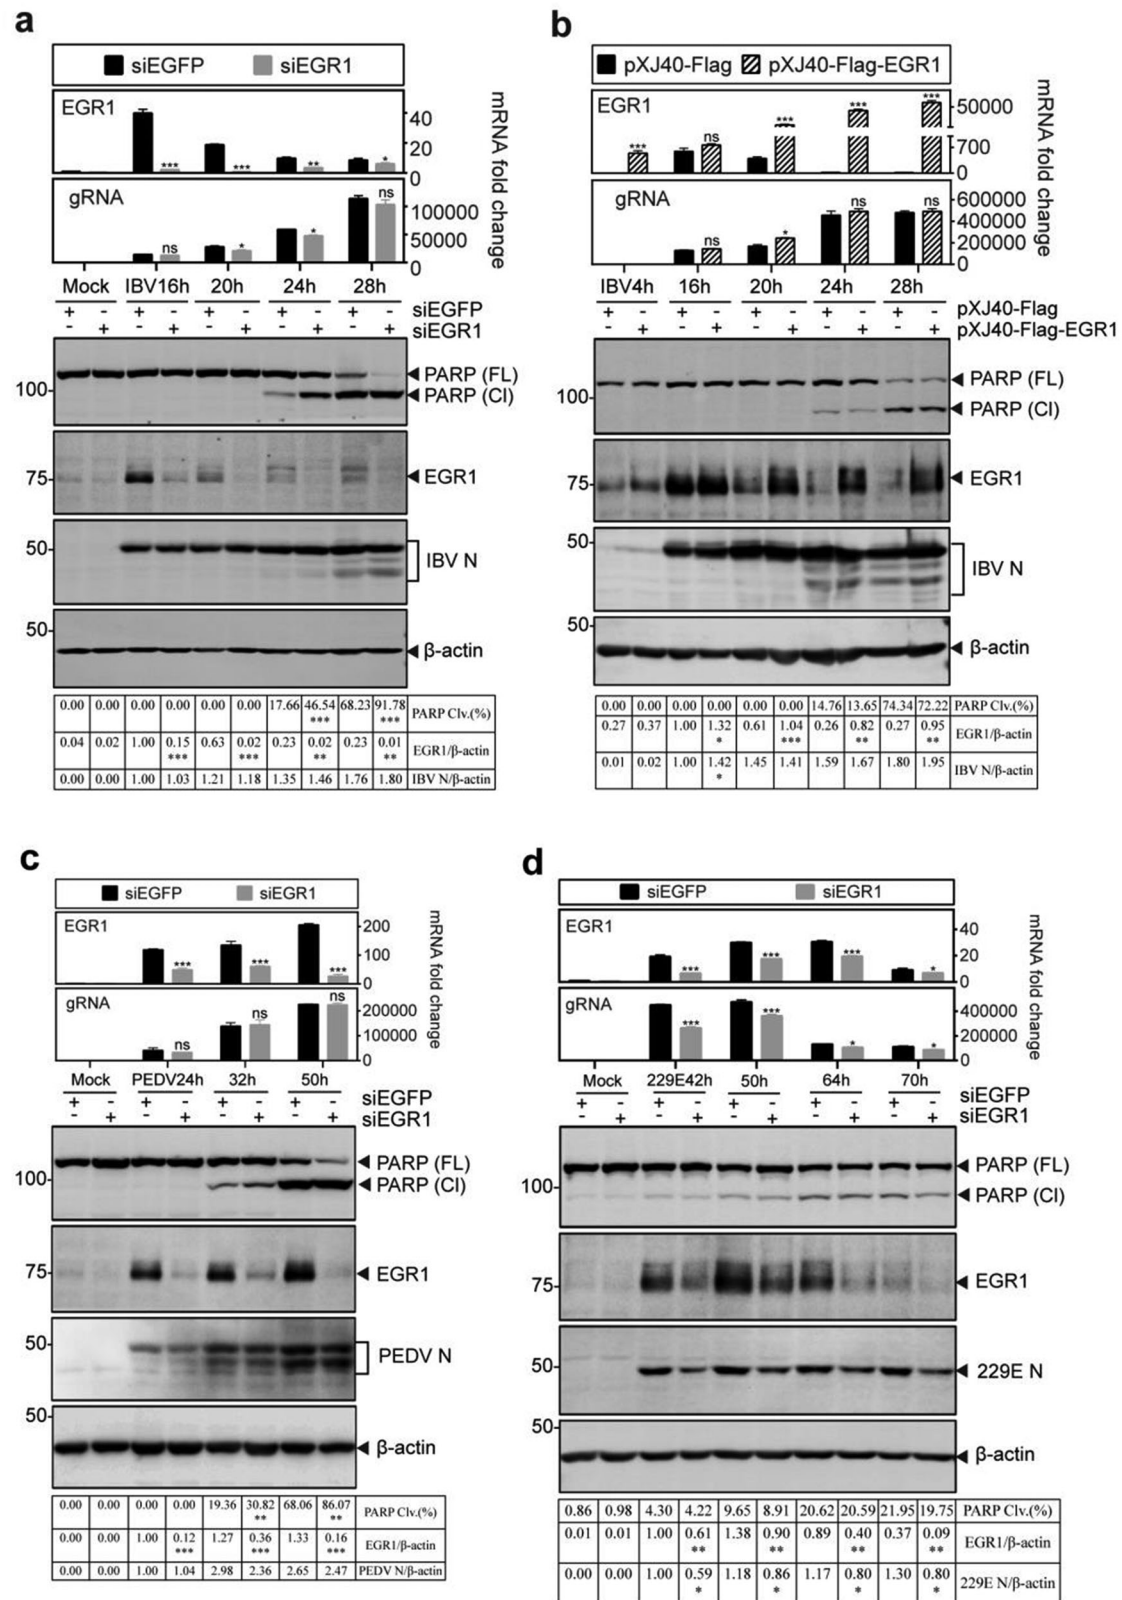 a
siEGFP siEGR1
EGR1
40
20
0
*** *** ** *
gRNA
100000
50000
0
ns * * ns
mRNA fold change
Mock IBV16h 20h 24h 28h
+ - + - + - + - + - siEGFP
- + - + - + - + - + siEGR1
100
PARP (FL)
PARP (Cl)
75
EGR1
50
IBV N
50
β-actin
0.00 0.00 0.00 0.00 0.00 0.00 17.66 46.54 68.23 91.78 PARP Clv.(%)
*** ***
0.04 0.02 1.00 0.15 0.63 0.02 0.23 0.02 0.23 0.01 EGR1/β-actin
*** *** ** **
0.00 0.00 1.00 1.03 1.21 1.18 1.35 1.46 1.76 1.80 IBV N/β-actin
b
pXJ40-Flag pXJ40-Flag-EGR1
EGR1
50000
700
0
*** ns *** *** ***
gRNA
600000
400000
200000
0
ns * ns ns
mRNA fold change
IBV4h 16h 20h 24h 28h
+ - + - + - + - + - pXJ40-Flag
- + - + - + - + - + pXJ40-Flag-EGR1
100
PARP (FL)
PARP (Cl)
75
EGR1
50
IBV N
50
β-actin
0.00 0.00 0.00 0.00 0.00 0.00 14.76 13.65 74.34 72.22 PARP Clv.(%)
0.27 0.37 1.00 1.32 0.61 1.04 0.26 0.82 0.27 0.95 EGR1/β-actin
* *** ** **
0.01 0.02 1.00 1.42 1.45 1.41 1.59 1.67 1.80 1.95 IBV N/β-actin
*
c
siEGFP siEGR1
EGR1
200
100
0
*** *** ***
gRNA
200000
100000
0
ns ns ns
mRNA fold change
Mock PEDV24h 32h 50h
+ - + - + - + - siEGFP
- + - + - + - + siEGR1
100
PARP (FL)
PARP (Cl)
75
EGR1
50
PEDV N
50
β-actin
0.00 0.00 0.00 0.00 19.36 30.82 68.06 86.07 PARP Clv.(%)
** **
0.00 0.00 1.00 0.12 1.27 0.36 1.33 0.16 EGR1/β-actin
*** *** ***
0.00 0.00 1.00 1.04 2.98 2.36 2.65 2.47 PEDV N/β-actin
d
siEGFP siEGR1
EGR1
40
20
0
*** *** *** *
gRNA
400000
200000
0
*** *** * *
mRNA fold change
Mock 229E42h 50h 64h 70h
+ - + - + - + - + - siEGFP
- + - + - + - + - + siEGR1
100
PARP (FL)
PARP (Cl)
75
EGR1
50
229E N
50
β-actin
0.86 0.98 4.30 4.22 9.65 8.91 20.62 20.59 21.95 19.75 PARP Clv.(%)
0.01 0.01 1.00 0.61 1.38 0.90 0.89 0.40 0.37 0.09 EGR1/β-actin
** ** ** **
0.00 0.00 1.00 0.59 1.18 0.86 1.17 0.80 1.30 0.80 229E N/β-actin
* * * *